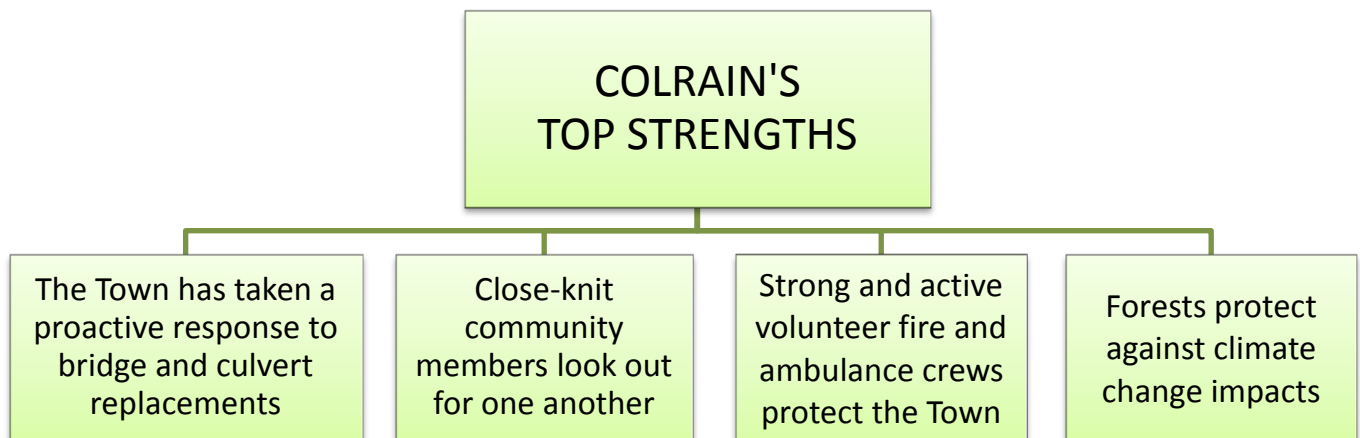 COLRAIN'S
TOP STRENGTHS
The Town has taken a
proactive response to
bridge and culvert
replacements
Close-knit
community
members look out
for one another
Strong and active
volunteer fire and
ambulance crews
protect the Town
Forests protect
against climate
change impacts